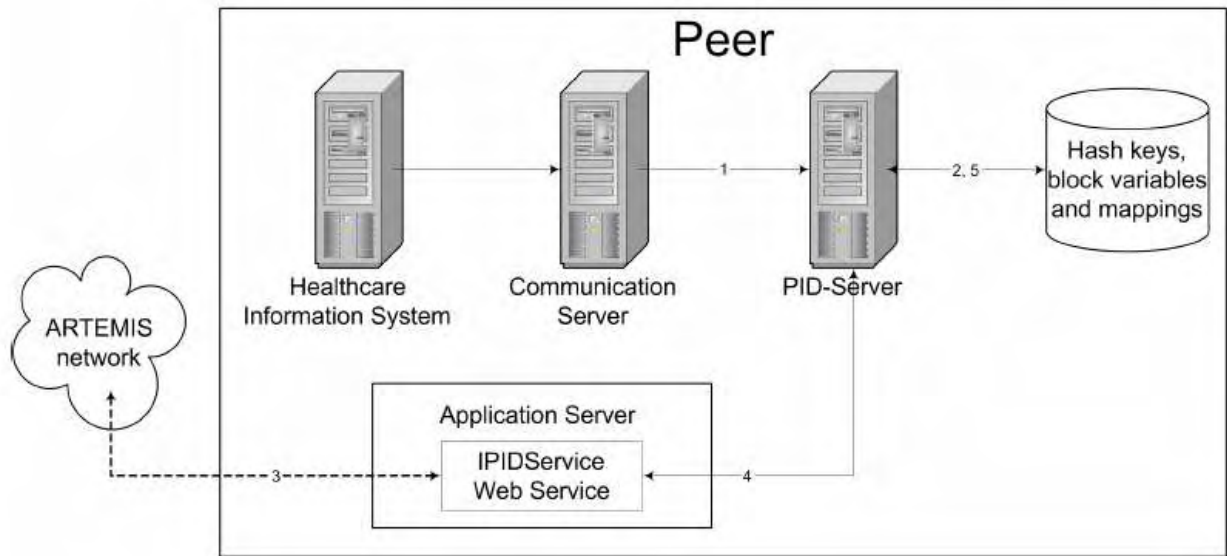 Peer
1
2, 5
Hash keys,
block variables
and mappings
Healthcare
Information System
Communication
Server
PID-Server
ARTEMIS
network
Application Server
IPIDService
Web Service
3
4